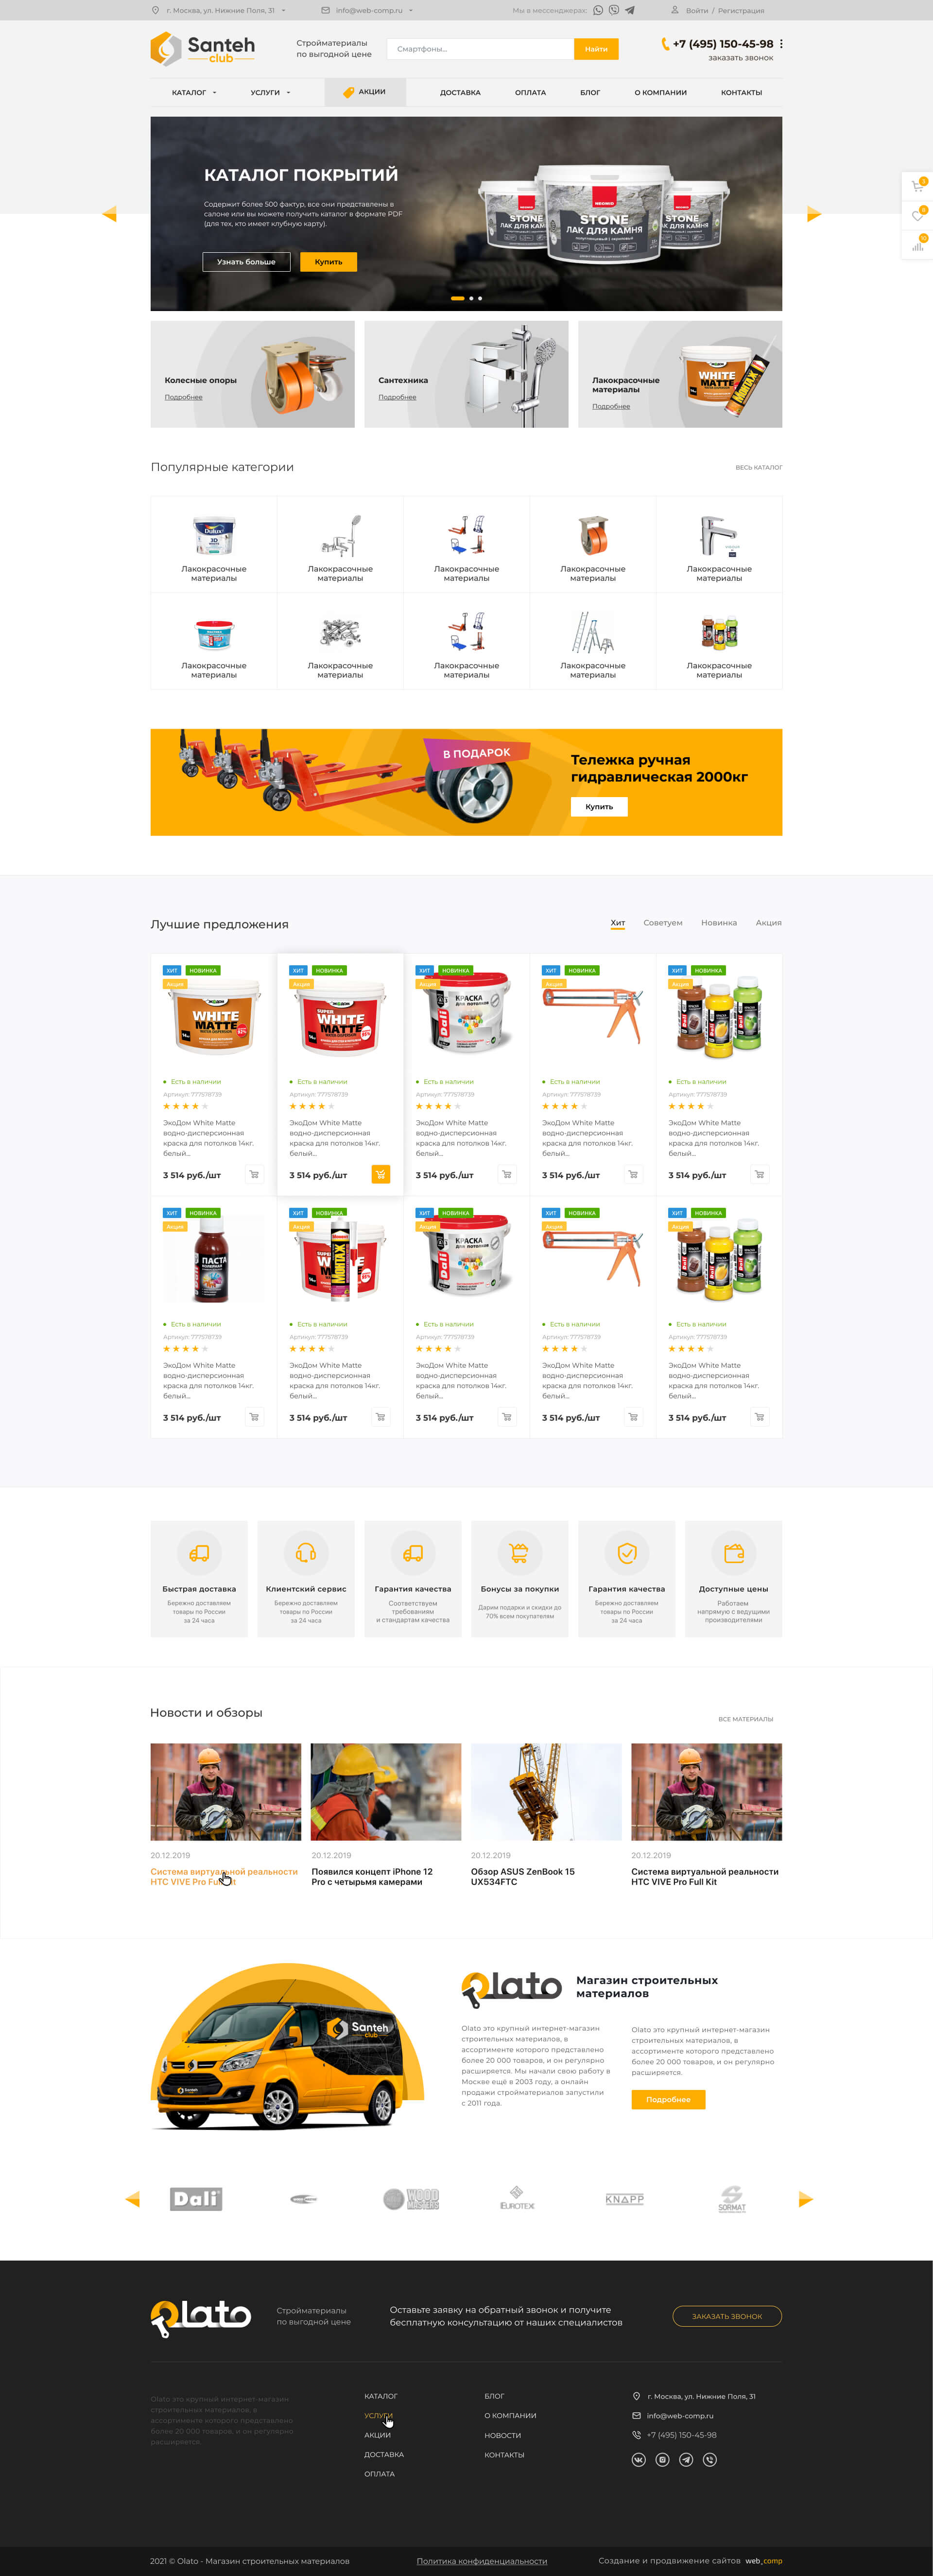 г. Москва, ул. Нижние Поля, 31
info@web-comp.ru
Мы в мессенджерах:
Войти / Регистрация
Santeh
club
Стройматериалы
по выгодной цене
Смартфоны...
Найти
+7 (495) 150-45-98
заказать звонок
КАТАЛОГ
УСЛУГИ
АКЦИИ
ДОСТАВКА
ОПЛАТА
БЛОГ
О КОМПАНИИ
КОНТАКТЫ
КАТАЛОГ ПОКРЫТИЙ
Содержит более 500 фактур, все они представлены в
салоне или вы можете получить каталог в формате PDF
(для тех, кто имеет клубную карту).
Узнать больше
Купить
STONE
ЛАК ДЛЯ КАМНЯ
Колесные опоры
Подробнее
Сантехника
Подробнее
Лакокрасочные
материалы
Подробнее
WHITE
MATTE
Популярные категории
ВЕСЬ КАТАЛОГ
Лакокрасочные
материалы
Лакокрасочные
материалы
Лакокрасочные
материалы
Лакокрасочные
материалы
Лакокрасочные
материалы
Лакокрасочные
материалы
Лакокрасочные
материалы
Лакокрасочные
материалы
Лакокрасочные
материалы
Лакокрасочные
материалы
В ПОДАРОК
Тележка ручная
гидравлическая 2000кг
Купить
Лучшие предложения
Хит
Советуем
Новинка
Акция
ХИТ НОВИНКА
Акция
WHITE
MATTE
Есть в наличии
Артикул: 777578739
ЭкоДом White Matte
водно-дисперсионная
краска для потолков 14кг.
белый...
3 514 руб./шт
ХИТ НОВИНКА
Акция
SUPER
WHITE
MATTE
Есть в наличии
Артикул: 777578739
ЭкоДом White Matte
водно-дисперсионная
краска для потолков 14кг.
белый...
3 514 руб./шт
ХИТ НОВИНКА
Акция
Dali
КРАСКА
ДЛЯ ПОТОЛКОВ
Есть в наличии
Артикул: 777578739
ЭкоДом White Matte
водно-дисперсионная
краска для потолков 14кг.
белый...
3 514 руб./шт
ХИТ НОВИНКА
Акция
Есть в наличии
Артикул: 777578739
ЭкоДом White Matte
водно-дисперсионная
краска для потолков 14кг.
белый...
3 514 руб./шт
ХИТ НОВИНКА
Акция
Есть в наличии
Артикул: 777578739
ЭкоДом White Matte
водно-дисперсионная
краска для потолков 14кг.
белый...
3 514 руб./шт
ХИТ НОВИНКА
Акция
ПАСТА
Есть в наличии
Артикул: 777578739
ЭкоДом White Matte
водно-дисперсионная
краска для потолков 14кг.
белый...
3 514 руб./шт
ХИТ НОВИНКА
Акция
Есть в наличии
Артикул: 777578739
ЭкоДом White Matte
водно-дисперсионная
краска для потолков 14кг.
белый...
3 514 руб./шт
ХИТ НОВИНКА
Акция
Dali
КРАСКА
ДЛЯ ПОТОЛКОВ
Есть в наличии
Артикул: 777578739
ЭкоДом White Matte
водно-дисперсионная
краска для потолков 14кг.
белый...
3 514 руб./шт
ХИТ НОВИНКА
Акция
Есть в наличии
Артикул: 777578739
ЭкоДом White Matte
водно-дисперсионная
краска для потолков 14кг.
белый...
3 514 руб./шт
ХИТ НОВИНКА
Акция
Есть в наличии
Артикул: 777578739
ЭкоДом White Matte
водно-дисперсионная
краска для потолков 14кг.
белый...
3 514 руб./шт
Быстрая доставка
Бережно доставляем
товары по России
за 24 часа
Клиентский сервис
Бережно доставляем
товары по России
за 24 часа
Гарантия качества
Соответствуем
требованиям
и стандартам качества
Бонусы за покупки
Дарим подарки и скидки до
70% всем покупателям
Гарантия качества
Бережно доставляем
товары по России
за 24 часа
Доступные цены
Работаем
напрямую с ведущими
производителями
Новости и обзоры
ВСЕ МАТЕРИАЛЫ
20.12.2019
Система виртуальной реальности
HTC VIVE Pro Full Kit
20.12.2019
Появился концепт iPhone 12
Pro с четырьмя камерами
20.12.2019
Обзор ASUS ZenBook 15
UX534FTC
20.12.2019
Система виртуальной реальности
HTC VIVE Pro Full Kit
Santeh
club
Santeh
Olato
Магазин строительных
материалов
Olato это крупный интернет-магазин
строительных материалов, в
ассортименте которого представлено
более 20 000 товаров, и он регулярно
расширяется. Мы начали свою работу в
Москве ещё в 2003 году, а онлайн
продажи стройматериалов запустили
с 2011 года.
Olato это крупный интернет-магазин
строительных материалов, в
ассортименте которого представлено
более 20 000 товаров, и он регулярно
расширяется.
Подробнее
Dali
WOOD
MASTERS
EUROTEX
KNAPP
SORMAT
Olato
Стройматериалы
по выгодной цене
Оставьте заявку на обратный звонок и получите
бесплатную консультацию от наших специалистов
ЗАКАЗАТЬ ЗВОНОК
Olato это крупный интернет-магазин
строительных материалов, в
ассортименте которого представлено
более 20 000 товаров, и он регулярно
расширяется.
КАТАЛОГ
УСЛУГИ
АКЦИИ
ДОСТАВКА
ОПЛАТА
БЛОГ
О КОМПАНИИ
НОВОСТИ
КОНТАКТЫ
г. Москва, ул. Нижние Поля, 31
info@web-comp.ru
+7 (495) 150-45-98
2021 © Olato - Магазин строительных материалов
Политика конфиденциальности
Создание и продвижение сайтов web_comp